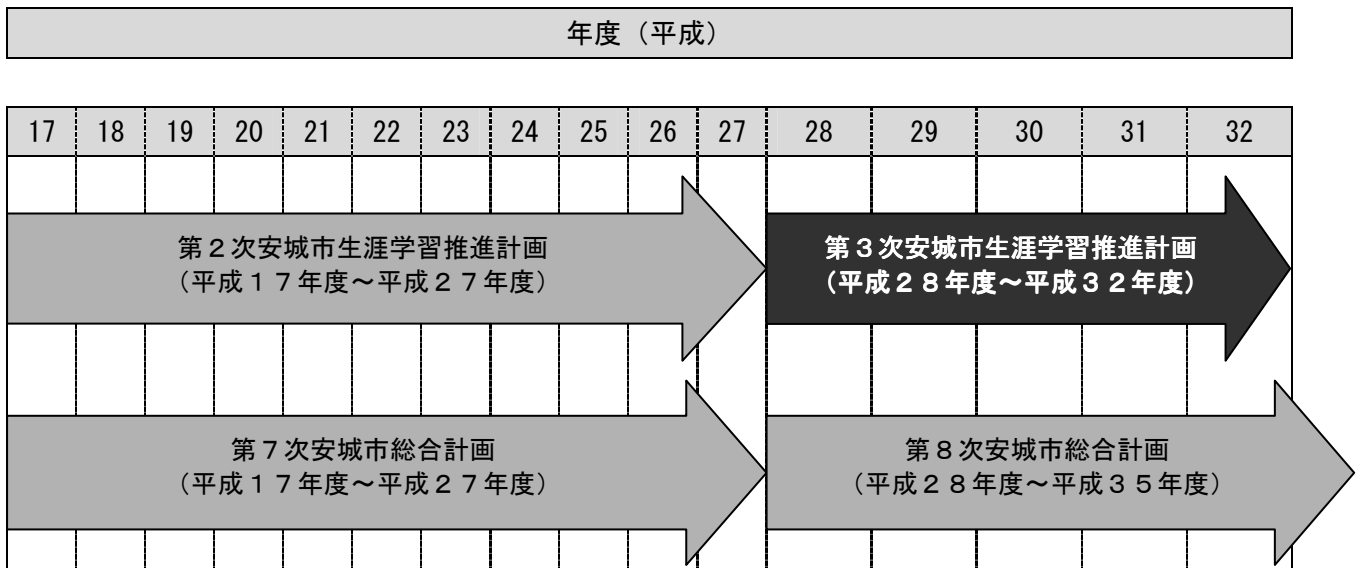 年度（平成）
17 18 19 20 21 22 23 24 25 26 27 28 29 30 31 32
第２次安城市生涯学習推進計画
（平成１７年度～平成２７年度）
第３次安城市生涯学習推進計画
（平成２８年度～平成３２年度）
第７次安城市総合計画
（平成１７年度～平成２７年度）
第８次安城市総合計画
（平成２８年度～平成３５年度）